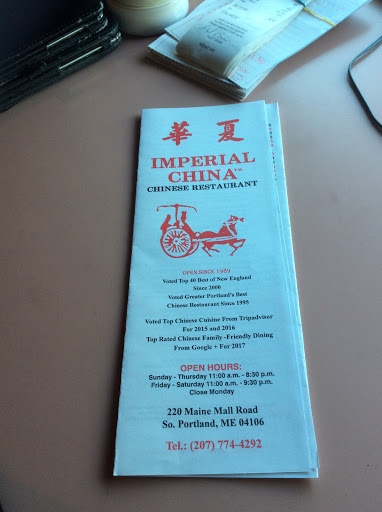 華 夏
IMPERIAL
CHINA™
CHINESE RESTAURANT
OPEN SINCE 1989
Voted Top 40 Best of New England
Since 2000
Voted Greater Portland's Best
Chinese Restaurant Since 1995
Voted Top Chinese Cuisine From Tripadvisor
For 2015 and 2016
Top Rated Chinese Family -Friendly Dining
From Google + For 2017
OPEN HOURS:
Sunday - Thursday 11:00 a.m. - 8:30 p.m.
Friday - Saturday 11:00 a.m. - 9:30 p.m.
Close Monday
220 Maine Mall Road
So. Portland, ME 04106
Tel.: (207) 774-4292